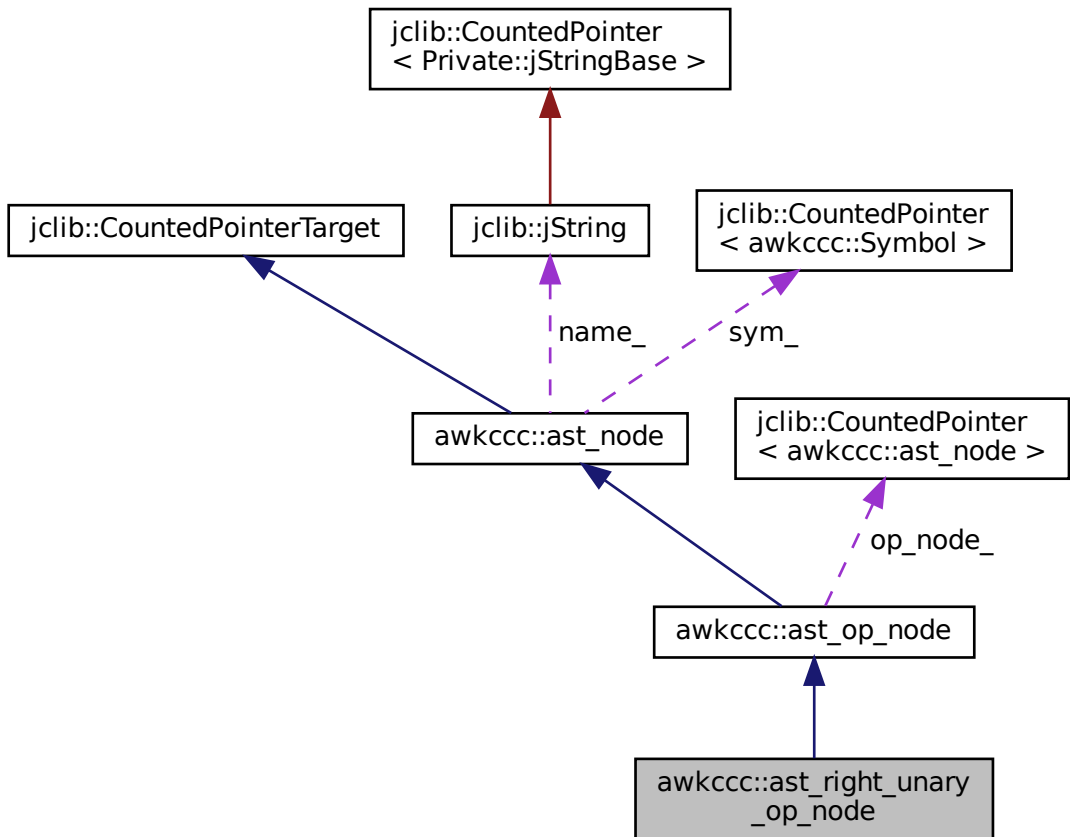 jclib::CountedPointer
< Private::jStringBase >
jclib::CountedPointerTarget
jclib::jString
jclib::CountedPointer
< awkccc::Symbol >
name_
sym_
awkccc::ast_node
jclib::CountedPointer
< awkccc::ast_node >
op_node_
awkccc::ast_op_node
awkccc::ast_right_unary
_op_node